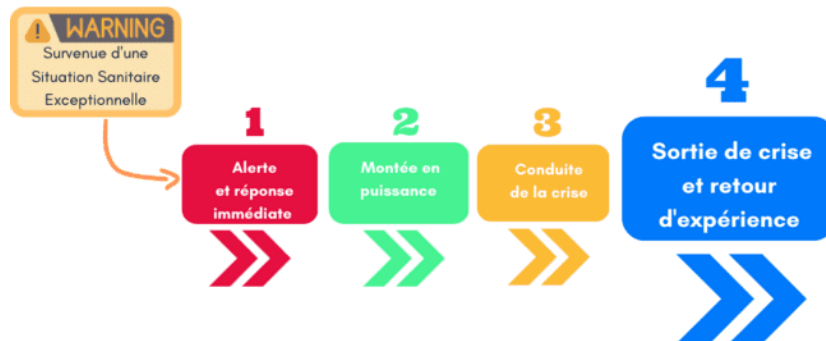 WARNING
Survenue d'une
Situation Sanitaire
Exceptionnelle
1
Alerte
et réponse
immédiate
2
Montée en
puissance
3
Conduite
de la crise
4
Sortie de crise
et retour
d'expérience